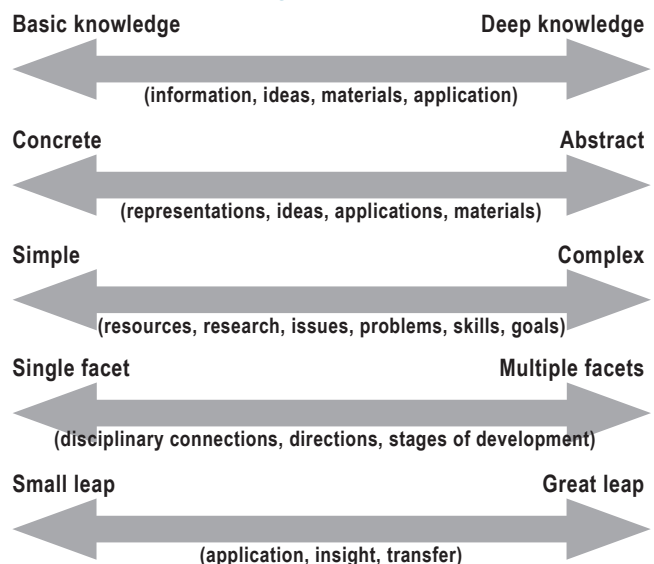 Basic knowledge Deep knowledge
(information, ideas, materials, application)
Concrete Abstract
(representations, ideas, applications, materials)
Simple Complex
(resources, research, issues, problems, skills, goals)
Single facet Multiple facets
(disciplinary connections, directions, stages of development)
Small leap Great leap
(application, insight, transfer)